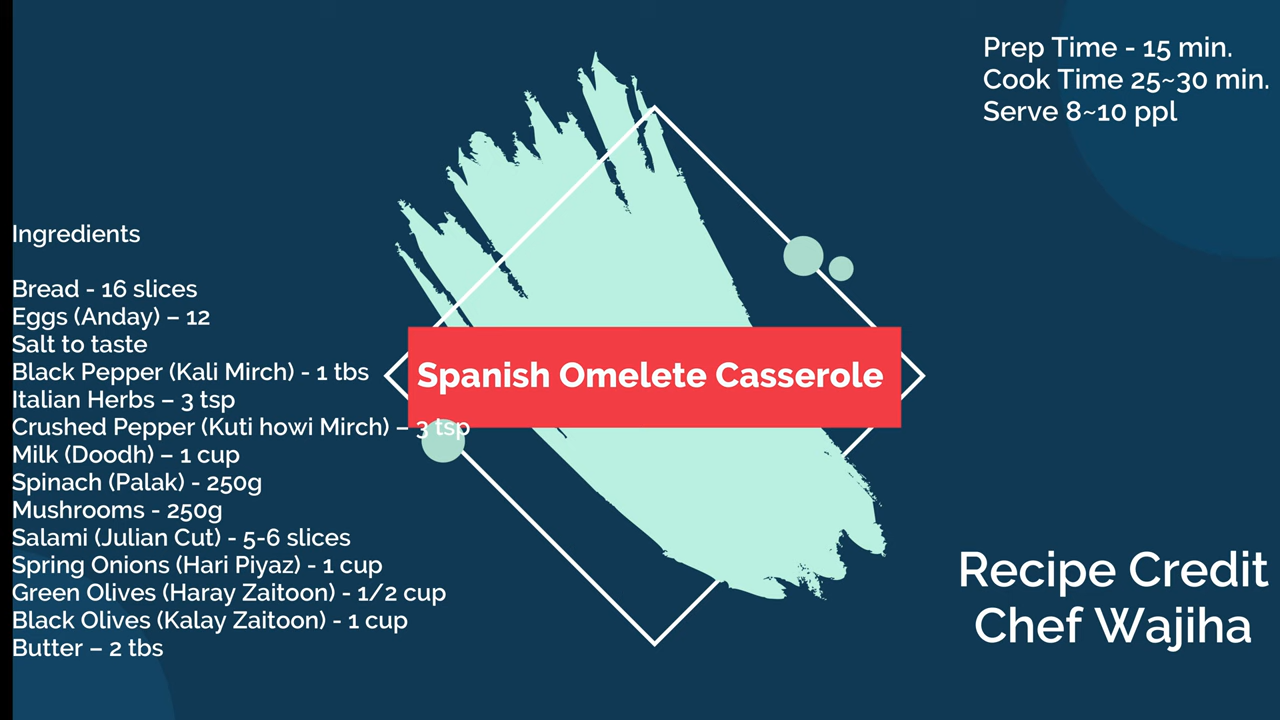 Prep Time - 15 min.
Cook Time 25~30 min.
Serve 8~10 ppl
Ingredients
Bread - 16 slices
Eggs (Anday) – 12
Salt to taste
Black Pepper (Kali Mirch) - 1 tbs
Italian Herbs – 3 tsp
Crushed Pepper (Kuti howi Mirch) – 3 tsp
Milk (Doodh) – 1 cup
Spinach (Palak) - 250g
Mushrooms - 250g
Salami (Julian Cut) - 5-6 slices
Spring Onions (Hari Piyaz) - 1 cup
Green Olives (Haray Zaitoon) - 1/2 cup
Black Olives (Kalay Zaitoon) - 1 cup
Butter – 2 tbs
Spanish Omelete Casserole
Recipe Credit
Chef Wajiha